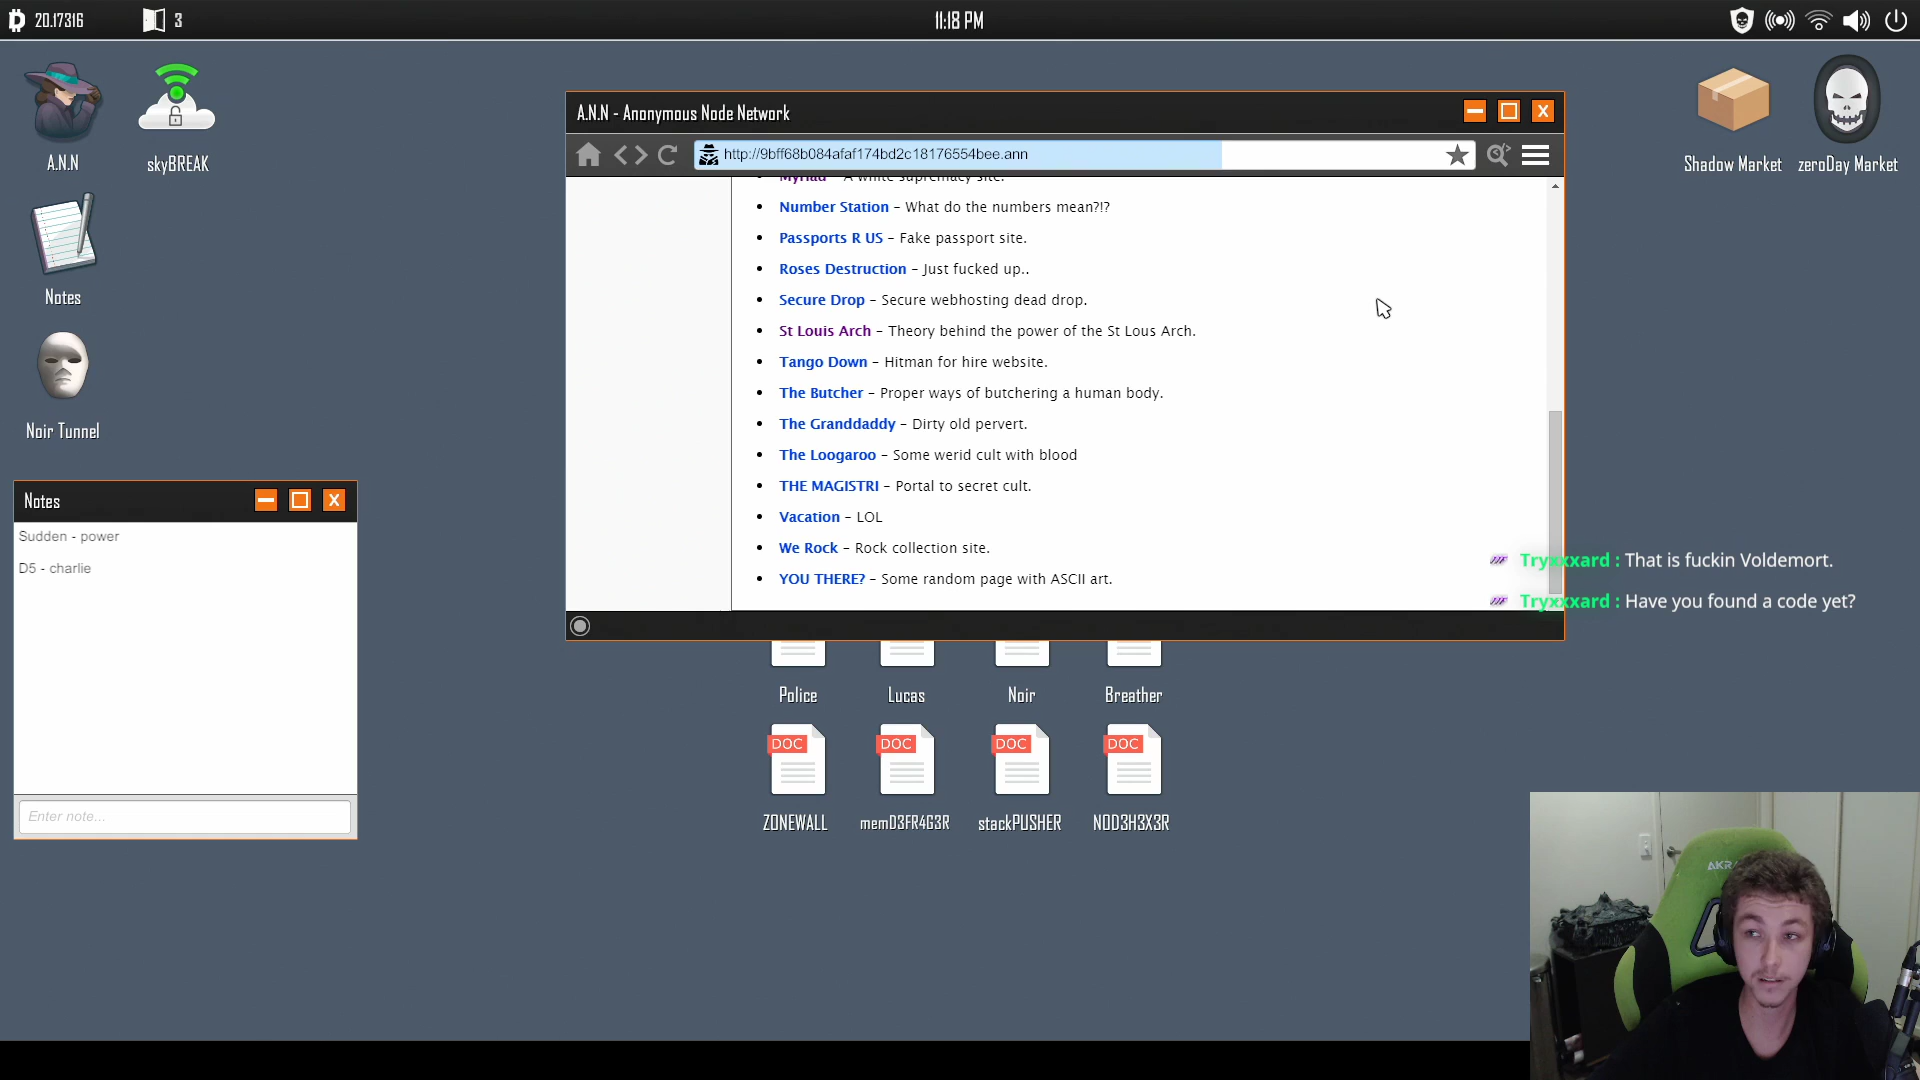 20.17316
3
11:18 PM
A.N.N
skyBREAK
Shadow Market
zeroDay Market
Notes
Noir Tunnel
A.N.N - Anonymous Node Network
http://9bff68b084afaf174bd2c18176554bee.ann
Myriad - A white supremacy site.
Number Station - What do the numbers mean?!?
Passports R US - Fake passport site.
Roses Destruction - Just fucked up..
Secure Drop - Secure webhosting dead drop.
St Louis Arch - Theory behind the power of the St Lous Arch.
Tango Down - Hitman for hire website.
The Butcher - Proper ways of butchering a human body.
The Granddaddy - Dirty old pervert.
The Loogaroo - Some werid cult with blood
THE MAGISTRI - Portal to secret cult.
Vacation - LOL
We Rock - Rock collection site.
YOU THERE? - Some random page with ASCII art.
Notes
Sudden - power
D5 - charlie
Enter note...
Tryxxxard : That is fuckin Voldemort.
Tryxxxard : Have you found a code yet?
Police
Lucas
Noir
Breather
DOC
DOC
DOC
DOC
ZONEWALL
memD3FR4G3R
stackPUSHER
NOD3H3X3R